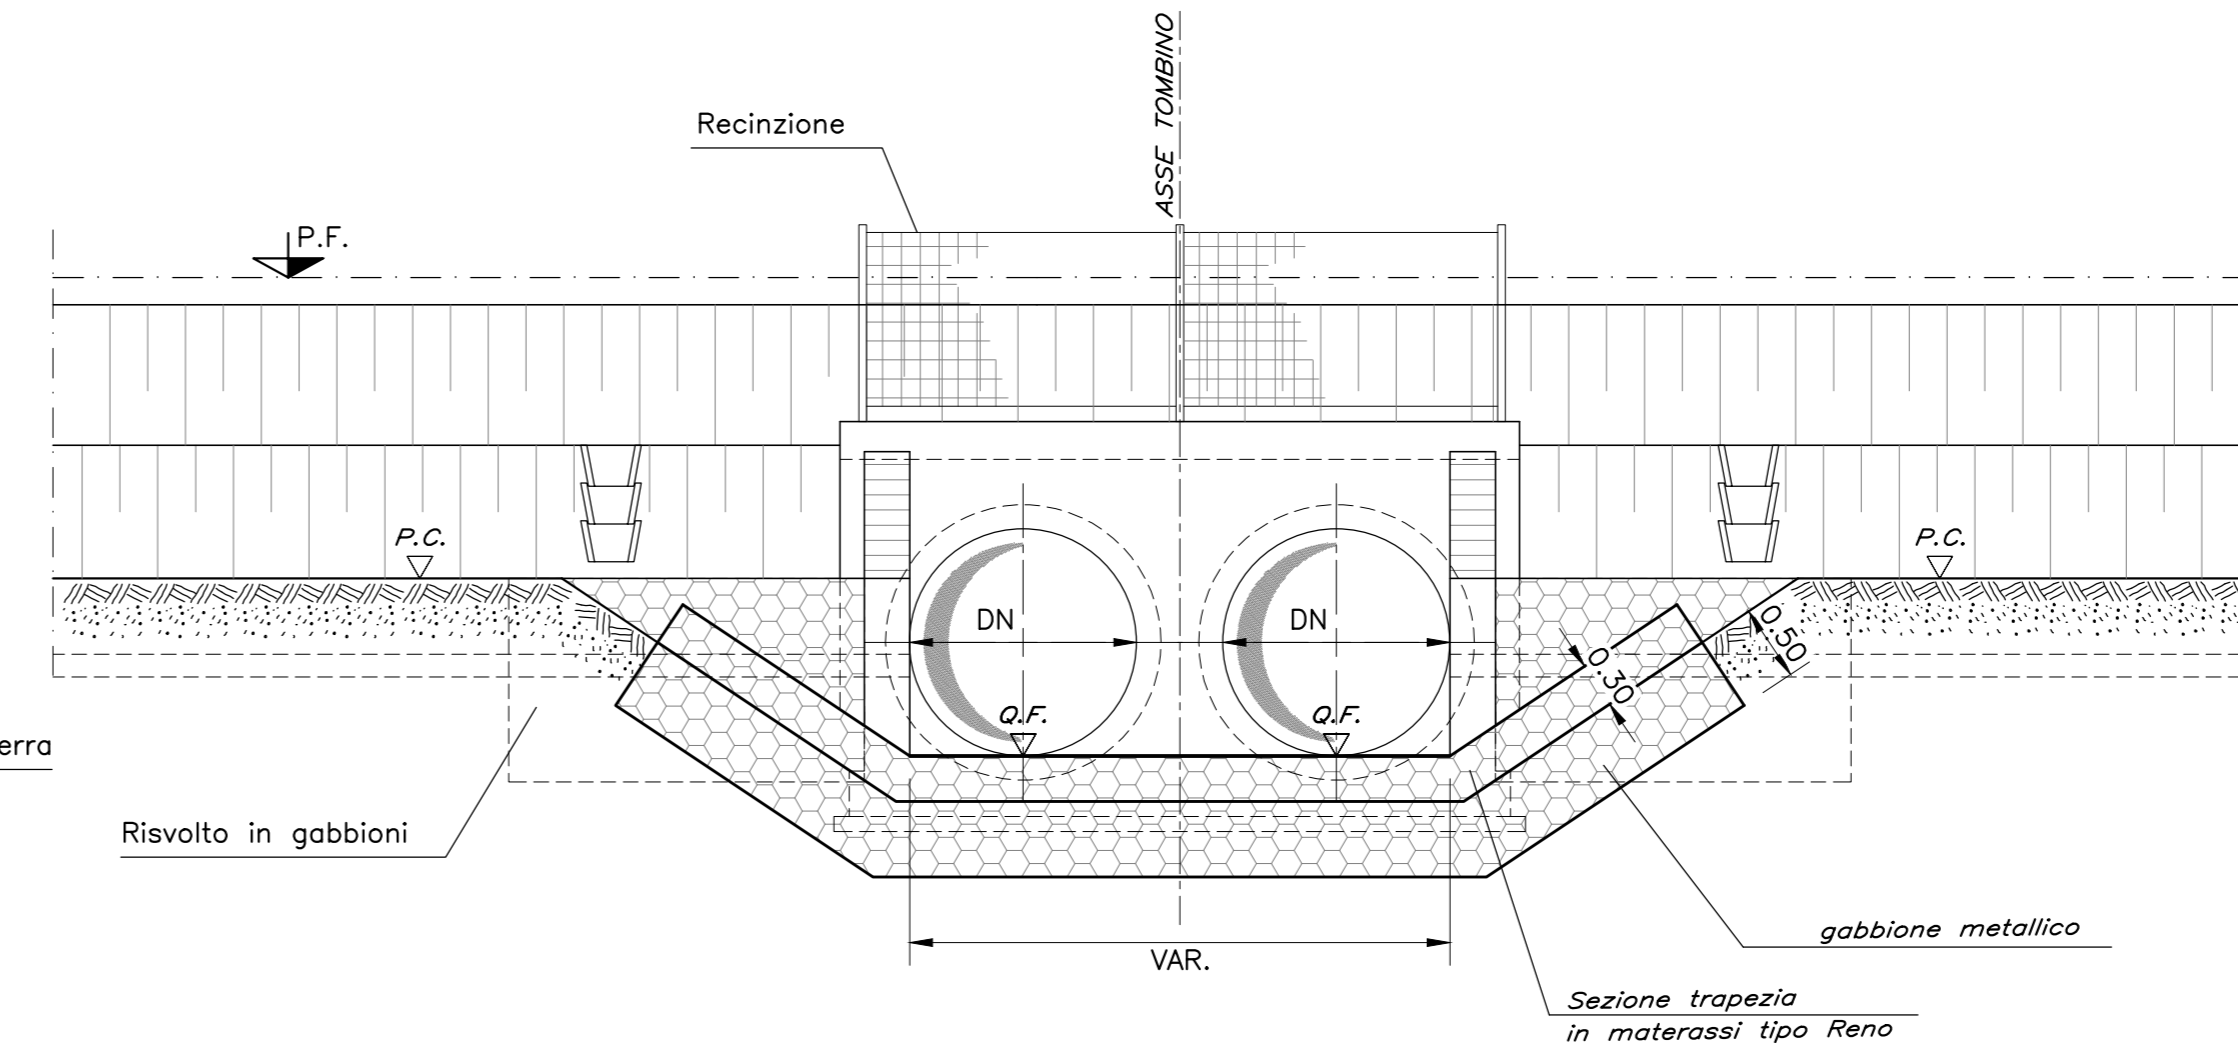 ASSE TOMBINO
Recinzione
P.F.
P.C.
P.C.
DN
DN
0.50
0.30
Q.F.
Q.F.
erra
Risvolto in gabbioni
gabbione metallico
VAR.
Sezione trapezia
in materassi tipo Reno